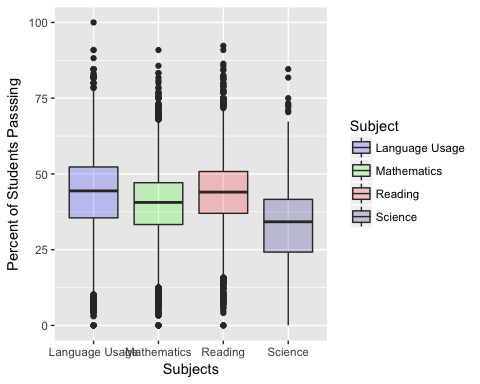 100
75
50
25
0
Percent of Students Passsing
Language Usage
Mathematics
Reading
Science
Subjects
Subject
Language Usage
Mathematics
Reading
Science